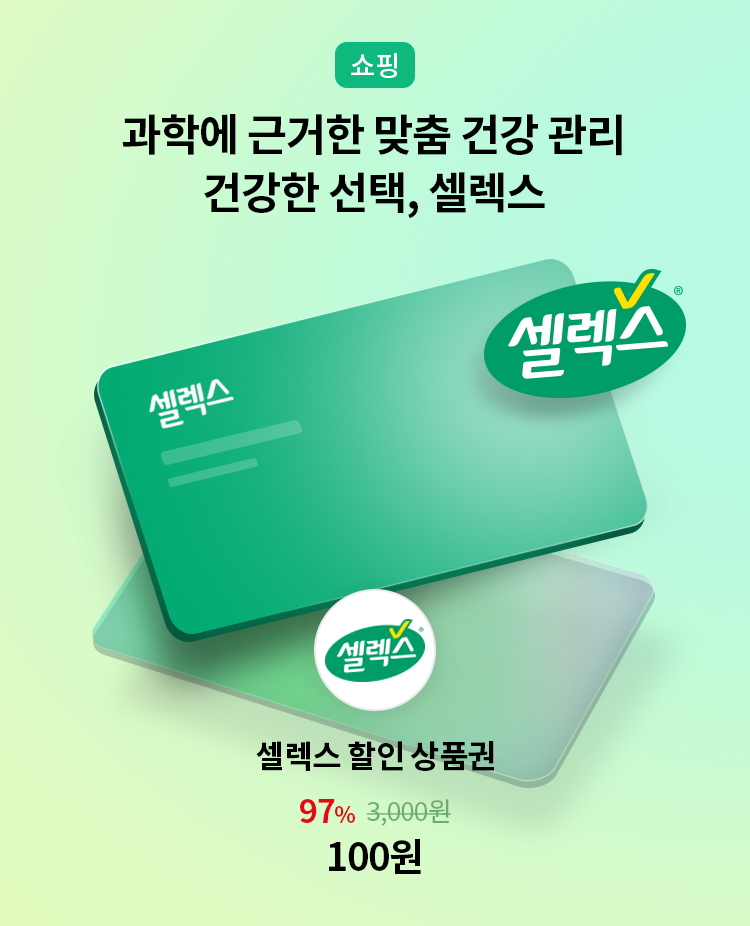 쇼핑
과학에 근거한 맞춤 건강 관리
건강한 선택, 셀렉스
셀렉스®
셀렉스
셀렉스®
셀렉스 할인 상품권
97% 3,000원
100원